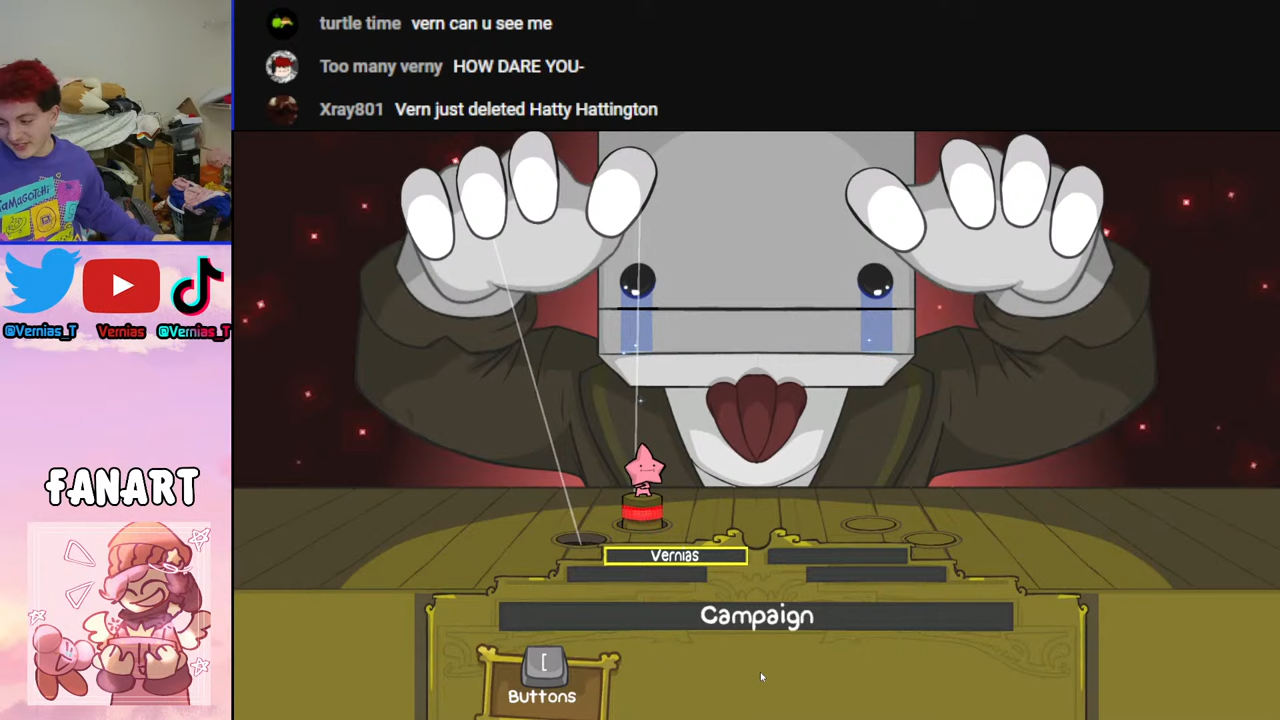 turtle time vern can u see me
Too many verny HOW DARE YOU-
Xray801 Vern just deleted Hatty Hattington
TAMAGOTCHi
@Vernias_T Vernias @Vernias_T
FANART
Vernias
Campaign
[
Buttons